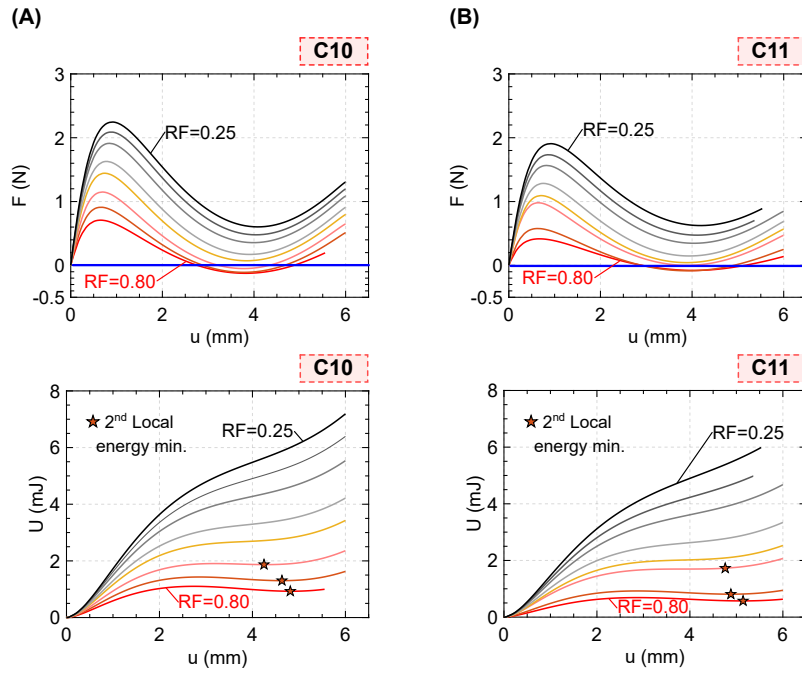 (A)
(B)
C10
C11
3
2
1
0
-0.5
F (N)
RF=0.25
RF=0.80
0
2
4
6
u (mm)
3
2
1
0
-0.5
F (N)
RF=0.25
RF=0.80
0
2
4
6
u (mm)
C10
C11
8
6
4
2
0
U (mJ)
2nd Local
energy min.
RF=0.25
RF=0.80
0
2
4
6
u (mm)
8
6
4
2
0
U (mJ)
2nd Local
energy min.
RF=0.25
RF=0.80
0
2
4
6
u (mm)